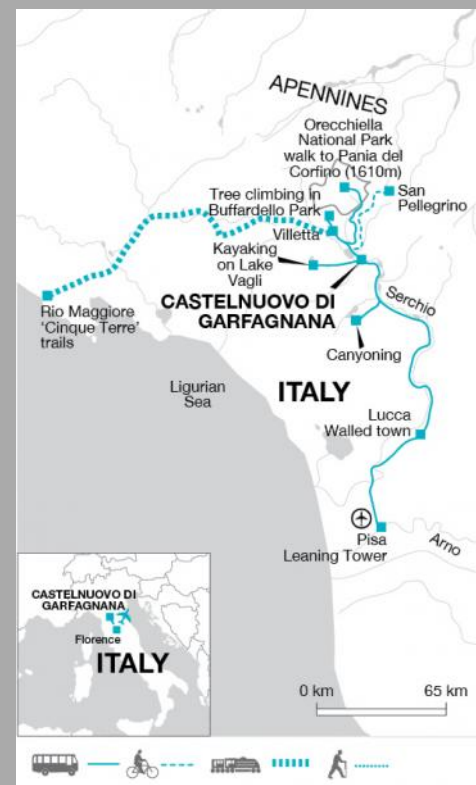 APENNINES
Orecchiella
National Park
walk to Pania del
Corfino (1610m)
Tree climbing in
Buffardello Park
San
Pellegrino
Villetta
Kayaking
on Lake
Vagli
CASTELNUOVO DI
GARFAGNANA
Serchio
Rio Maggiore
'Cinque Terre'
trails
Canyoning
Ligurian
Sea
ITALY
Lucca
Walled town
Pisa
Leaning Tower
Arno
CASTELNUOVO DI
GARFAGNANA
Florence
ITALY
0 km
65 km